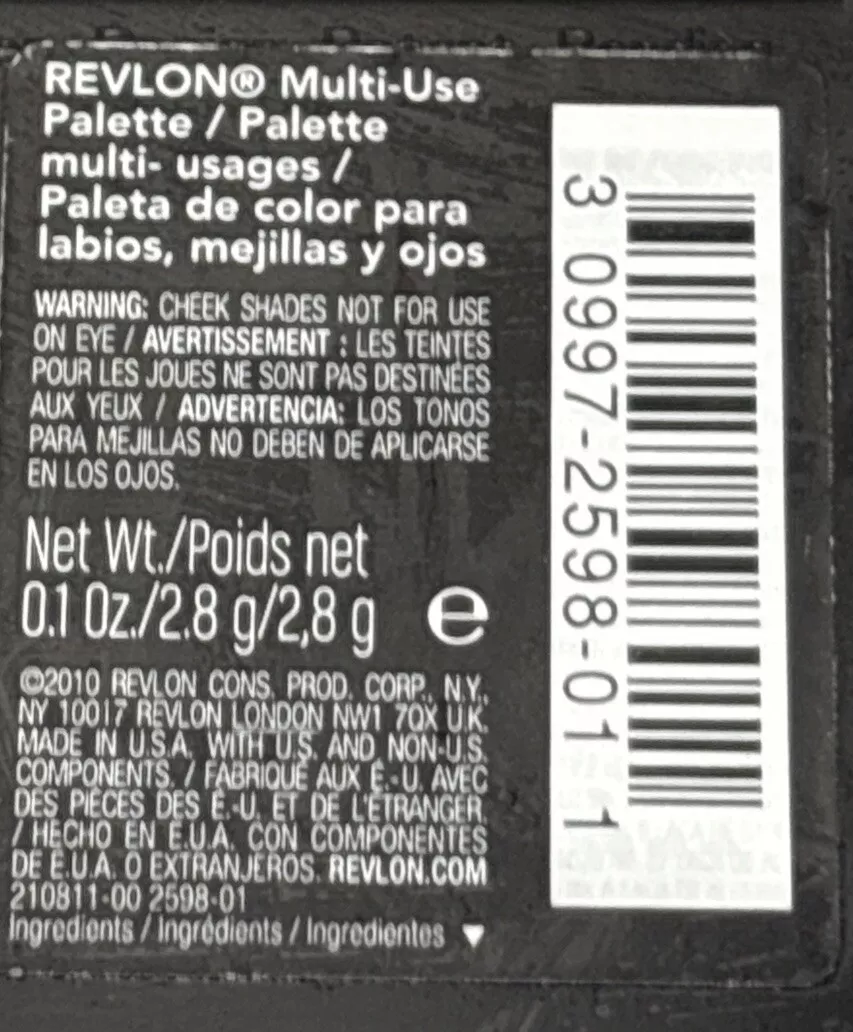 REVLON® Multi-Use
Palette / Palette
multi- usages /
Paleta de color para
labios, mejillas y ojos
WARNING: CHEEK SHADES NOT FOR USE
ON EYE / AVERTISSEMENT : LES TEINTES
POUR LES JOUES NE SONT PAS DESTINÉES
AUX YEUX / ADVERTENCIA: LOS TONOS
PARA MEJILLAS NO DEBEN DE APLICARSE
EN LOS OJOS.
Net Wt./Poids net
0.1 Oz./2.8 g/2,8 g e
©2010 REVLON CONS. PROD. CORP., N.Y.,
NY 10017 REVLON LONDON NW1 7QX U.K.
MADE IN U.S.A. WITH U.S. AND NON-U.S.
COMPONENTS. / FABRIQUÉ AUX É.-U. AVEC
DES PIÈCES DES É.-U. ET DE L'ÉTRANGER.
/ HECHO EN E.U.A. CON COMPONENTES
DE E.U.A. O EXTRANJEROS. REVLON.COM
210811-00 2598-01
Ingredients / Ingrédients / Ingredientes ▼
3 0997-2598-01 1